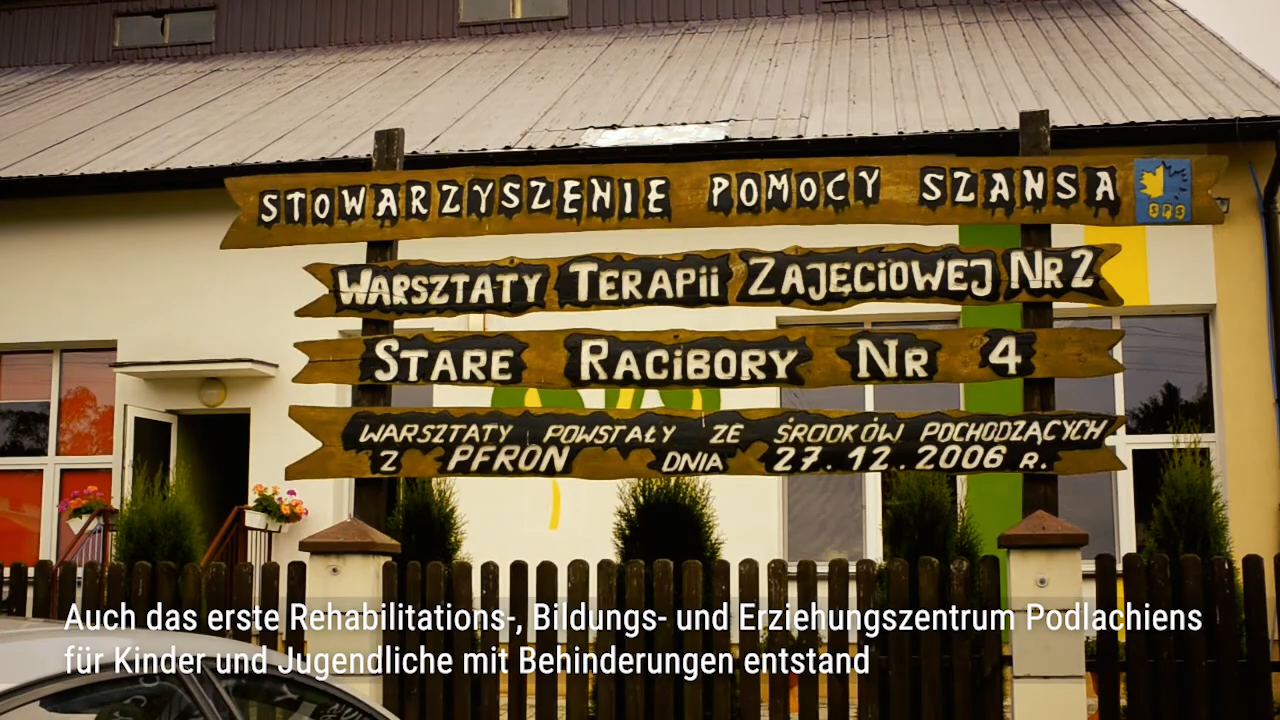 STOWARZYSZENIE POMOCY SZANSA
WARSZTATY TERAPII ZAJĘCIOWEJ NR 2
STARE RACIBORY NR 4
WARSZTATY POWSTAŁY ZE ŚRODKÓW POCHODZĄCYCH
Z PFRON DNIA 27.12.2006 R.
Auch das erste Rehabilitations-, Bildungs- und Erziehungszentrum Podlachiens
für Kinder und Jugendliche mit Behinderungen entstand